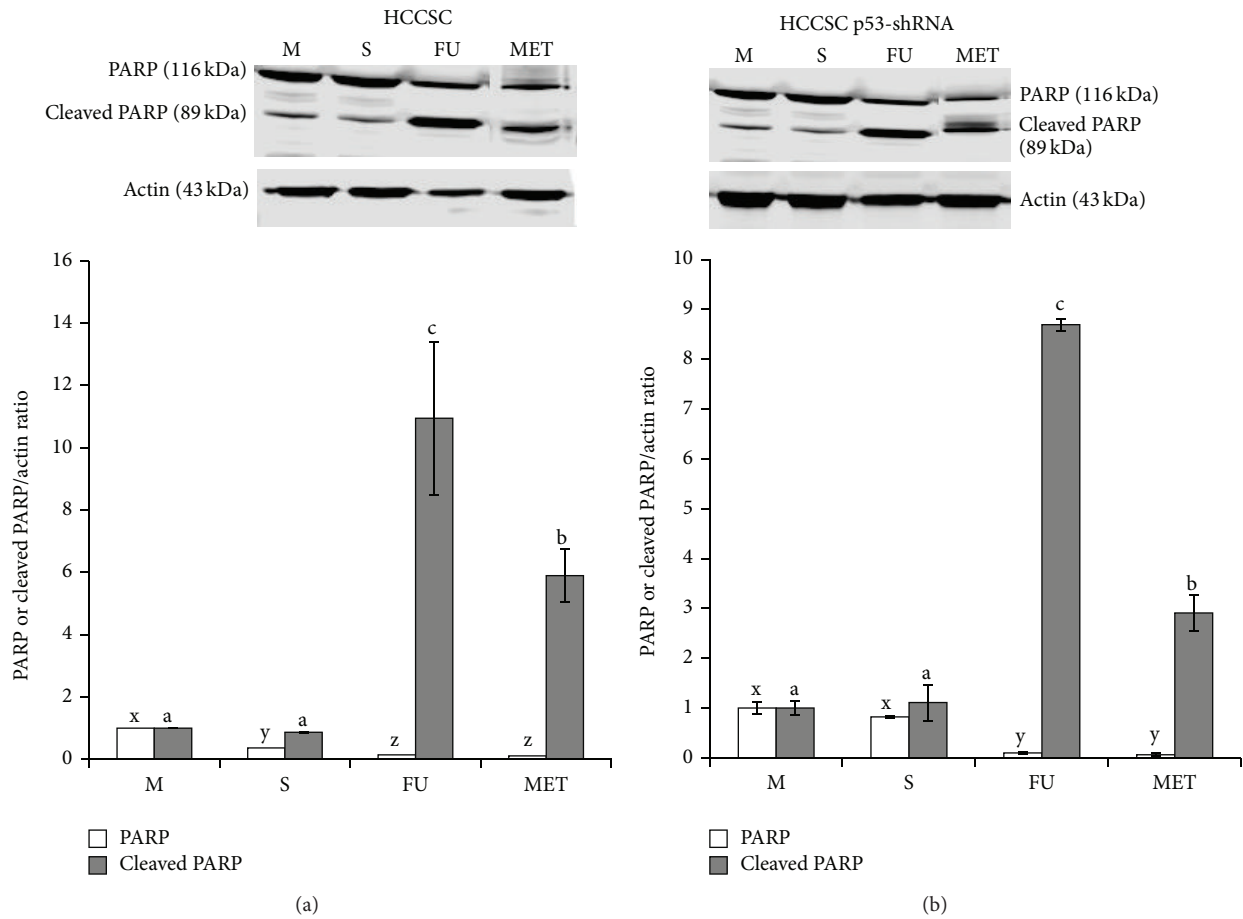 HCCSC
M S FU MET
PARP (116 kDa)
Cleaved PARP (89 kDa)
Actin (43 kDa)
PARP or cleaved PARP/actin ratio
16
14
12
10
8
6
4
2
0
x a
y a
z c
z b
M S FU MET
PARP
Cleaved PARP
(a)
HCCSC p53-shRNA
M S FU MET
PARP (116 kDa)
Cleaved PARP
(89 kDa)
Actin (43 kDa)
PARP or cleaved PARP/actin ratio
10
9
8
7
6
5
4
3
2
1
0
x a
x a
y c
y b
M S FU MET
PARP
Cleaved PARP
(b)